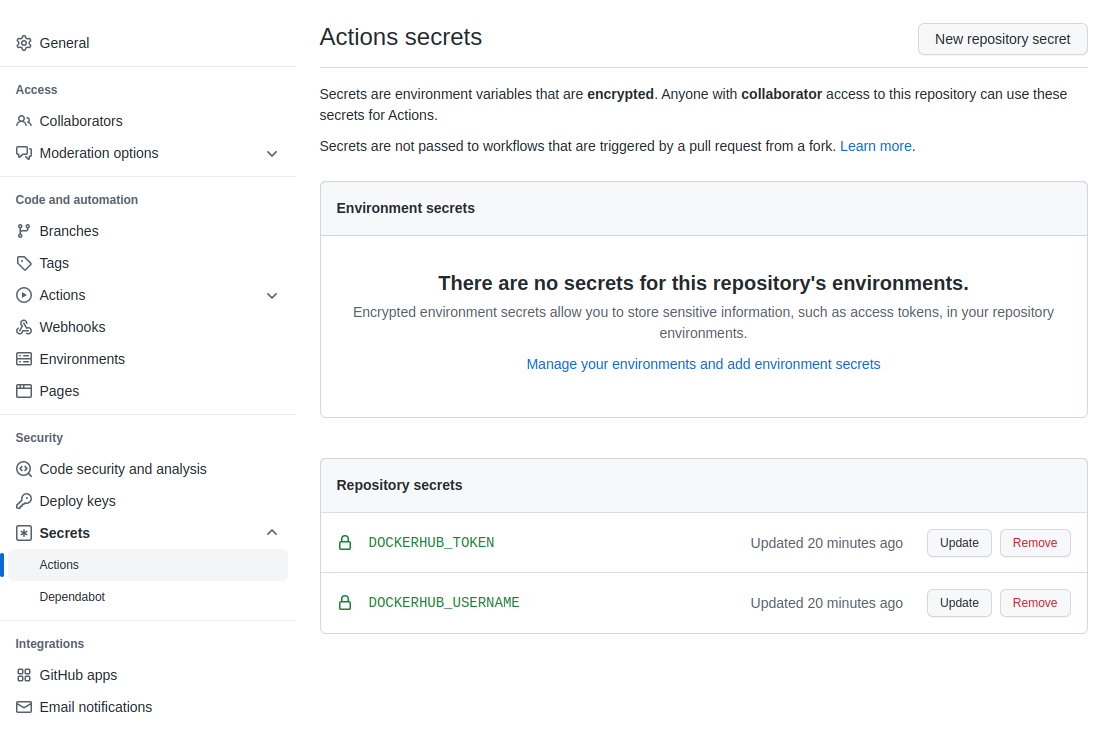 General
Access
Collaborators
Moderation options
Code and automation
Branches
Tags
Actions
Webhooks
Environments
Pages
Security
Code security and analysis
Deploy keys
Secrets
Actions
Dependabot
Integrations
GitHub apps
Email notifications
Actions secrets
New repository secret
Secrets are environment variables that are encrypted. Anyone with collaborator access to this repository can use these
secrets for Actions.
Secrets are not passed to workflows that are triggered by a pull request from a fork. Learn more.
Environment secrets
There are no secrets for this repository's environments.
Encrypted environment secrets allow you to store sensitive information, such as access tokens, in your repository
environments.
Manage your environments and add environment secrets
Repository secrets
DOCKERHUB_TOKEN Updated 20 minutes ago Update Remove
DOCKERHUB_USERNAME Updated 20 minutes ago Update Remove